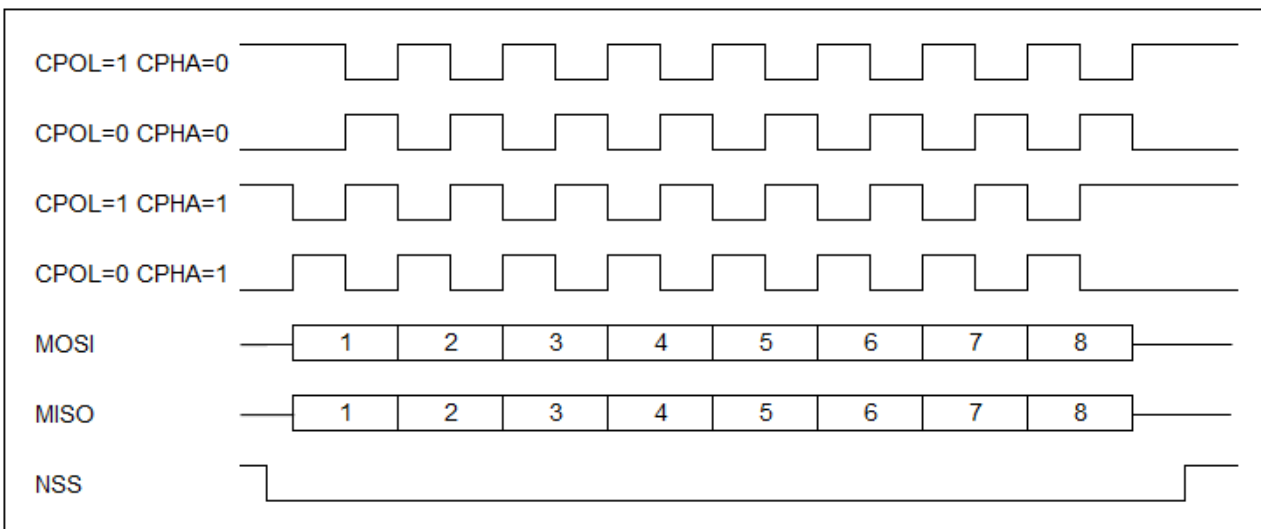 CPOL=1 CPHA=0
CPOL=0 CPHA=0
CPOL=1 CPHA=1
CPOL=0 CPHA=1
MOSI 1 2 3 4 5 6 7 8
MISO 1 2 3 4 5 6 7 8
NSS